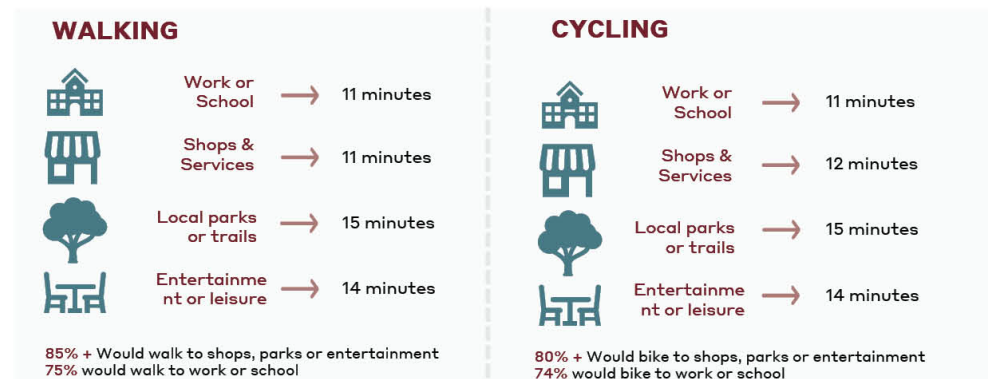 WALKING
Work or
School
11 minutes
Shops &
Services
11 minutes
Local parks
or trails
15 minutes
Entertainme
nt or leisure
14 minutes
85% + Would walk to shops, parks or entertainment
75% would walk to work or school
CYCLING
Work or
School
11 minutes
Shops &
Services
12 minutes
Local parks
or trails
15 minutes
Entertainme
nt or leisure
14 minutes
80% + Would bike to shops, parks or entertainment
74% would bike to work or school